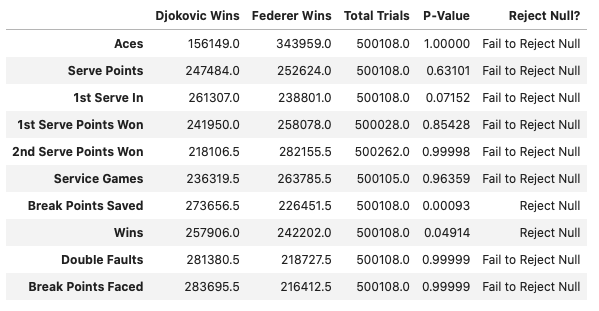 Djokovic Wins Federer Wins Total Trials P-Value Reject Null?
Aces 156149.0 343959.0 500108.0 1.00000 Fail to Reject Null
Serve Points 247484.0 252624.0 500108.0 0.63101 Fail to Reject Null
1st Serve In 261307.0 238801.0 500108.0 0.07152 Fail to Reject Null
1st Serve Points Won 241950.0 258078.0 500028.0 0.85428 Fail to Reject Null
2nd Serve Points Won 218106.5 282155.5 500262.0 0.99998 Fail to Reject Null
Service Games 236319.5 263785.5 500105.0 0.96359 Fail to Reject Null
Break Points Saved 273656.5 226451.5 500108.0 0.00093 Reject Null
Wins 257906.0 242202.0 500108.0 0.04914 Reject Null
Double Faults 281380.5 218727.5 500108.0 0.99999 Fail to Reject Null
Break Points Faced 283695.5 216412.5 500108.0 0.99999 Fail to Reject Null